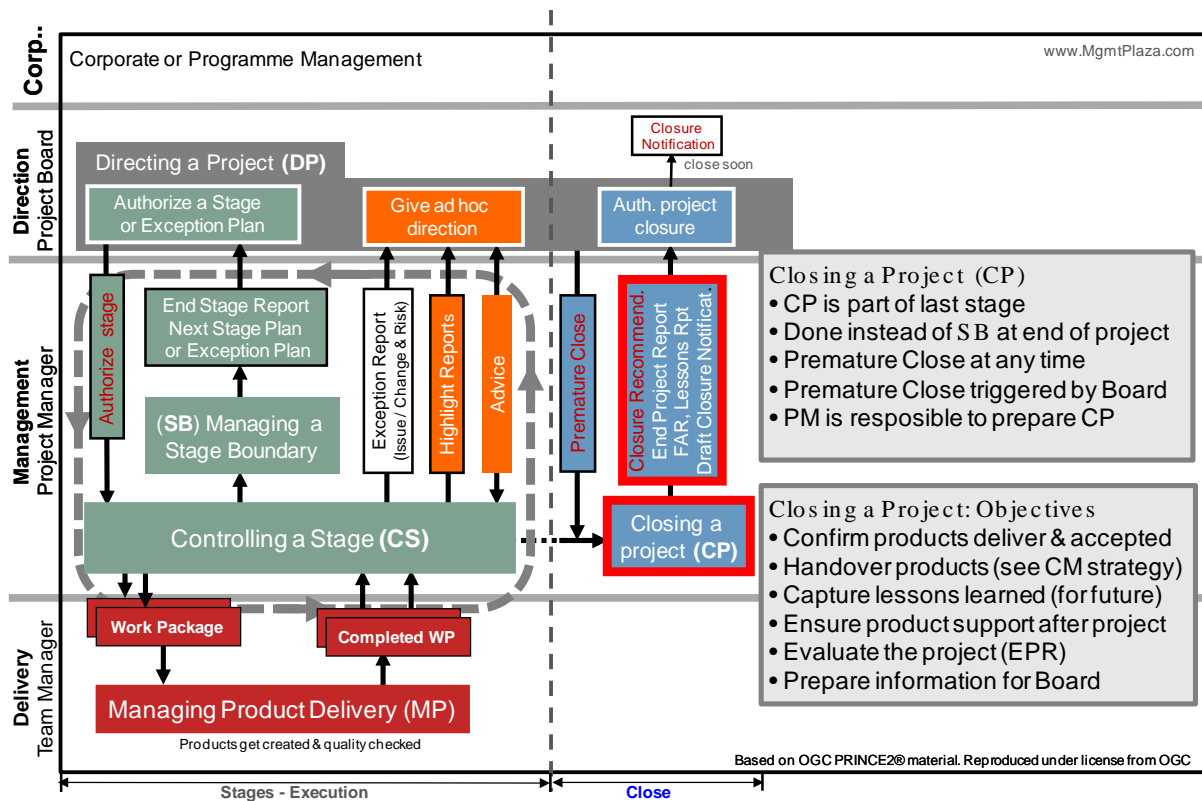 Corp..
Corporate or Programme Management
www.MgmtPlaza.com
Direction
Project Board
Directing a Project (DP)
Authorize a Stage
or Exception Plan
Give ad hoc
direction
Closure
Notification
close soon
Auth. project
closure
Management
Project Manager
Authorize stage
End Stage Report
Next Stage Plan
or Exception Plan
(SB) Managing a
Stage Boundary
Exception Report
(Issue / Change & Risk)
Highlight Reports
Advice
Premature Close
Closure Recommend.
End Project Report
FAR, Lessons Rpt
Draft Closure Notificat.
Controlling a Stage (CS)
Closing a
project (CP)
Closing a Project (CP)
• CP is part of last stage
• Done instead of SB at end of project
• Premature Close at any time
• Premature Close triggered by Board
• PM is resposible to prepare CP
Closing a Project: Objectives
• Confirm products deliver & accepted
• Handover products (see CM strategy)
• Capture lessons learned (for future)
• Ensure product support after project
• Evaluate the project (EPR)
• Prepare information for Board
Delivery
Team Manager
Work Package
Completed WP
Managing Product Delivery (MP)
Products get created & quality checked
Based on OGC PRINCE2® material. Reproduced under license from OGC
Stages - Execution
Close